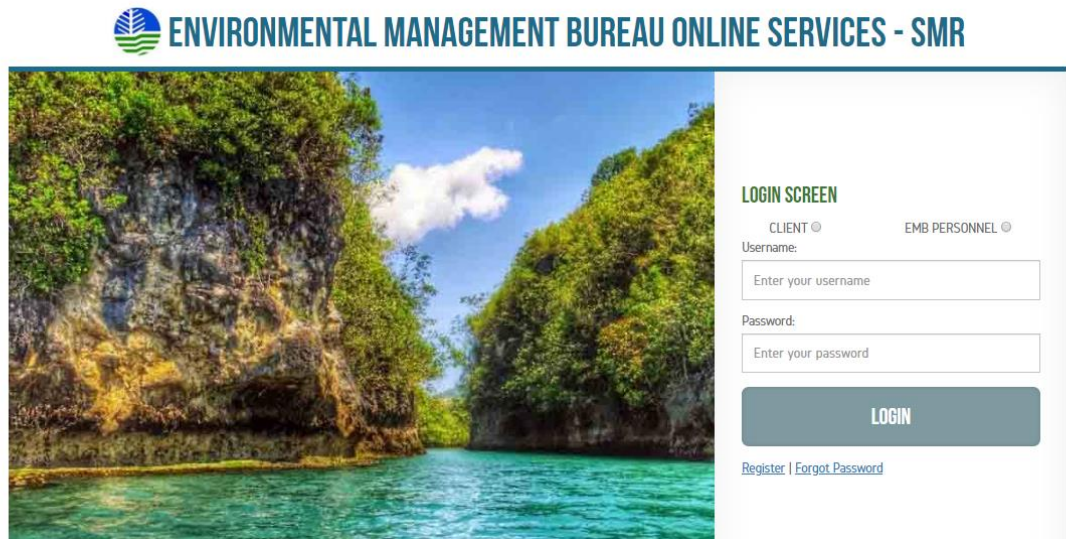 ENVIRONMENTAL MANAGEMENT BUREAU ONLINE SERVICES - SMR
LOGIN SCREEN
CLIENT EMB PERSONNEL
Username:
Enter your username
Password:
Enter your password
LOGIN
Register | Forgot Password